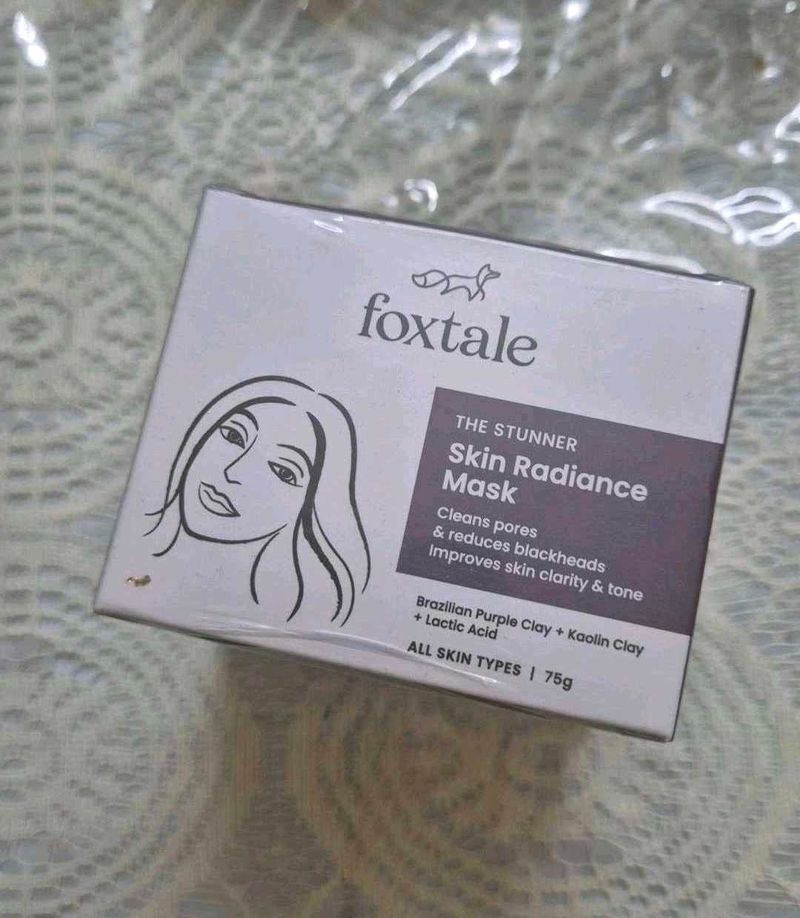 foxtale
THE STUNNER
Skin Radiance
Mask
Cleans pores
& reduces blackheads
Improves skin clarity & tone
Brazilian Purple Clay + Kaolin Clay
+ Lactic Acid
ALL SKIN TYPES | 75g